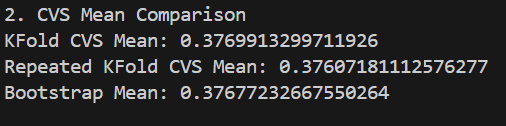 2. CVS Mean Comparison
KFold CVS Mean: 0.3769913299711926
Repeated KFold CVS Mean: 0.37607181112576277
Bootstrap Mean: 0.37677232667550264